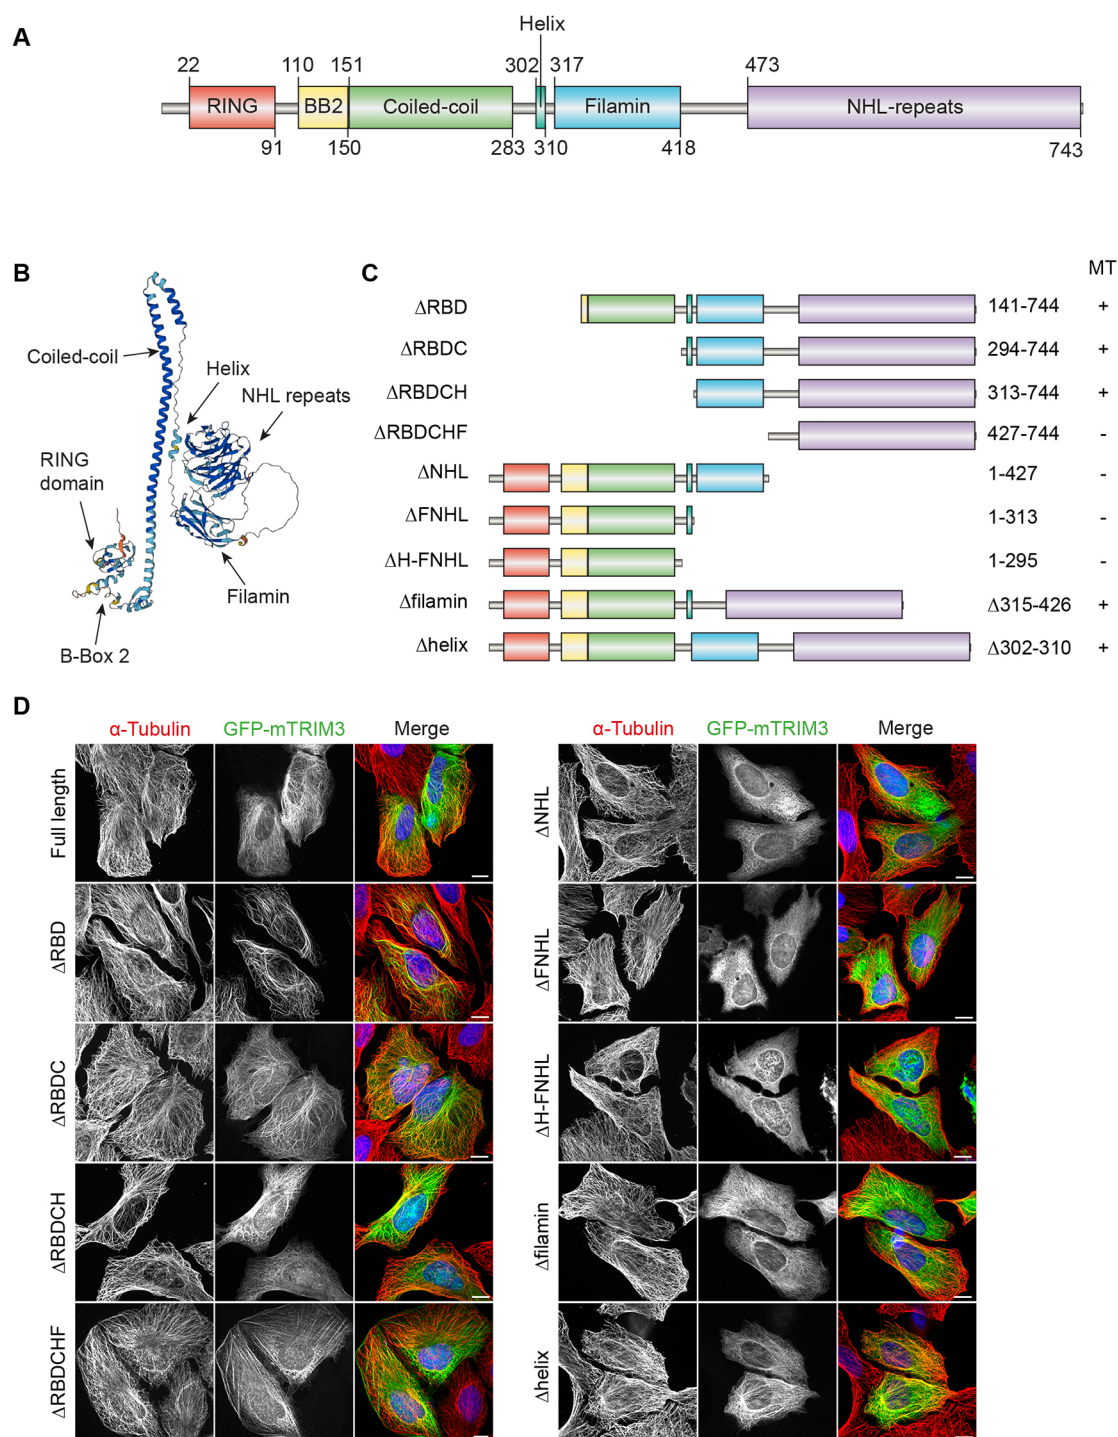 A
Helix
22 110 151 302 317 473
RING BB2 Coiled-coil Filamin NHL-repeats
91 150 283 310 418 743
B
Coiled-coil
Helix
NHL repeats
RING
domain
Filamin
B-Box 2
C
MT
ΔRBD 141-744 +
ΔRBDC 294-744 +
ΔRBDCH 313-744 +
ΔRBDCHF 427-744 -
ΔNHL 1-427 -
ΔFNHL 1-313 -
ΔH-FNHL 1-295 -
Δfilamin Δ315-426 +
Δhelix Δ302-310 +
D
α-Tubulin GFP-mTRIM3 Merge α-Tubulin GFP-mTRIM3 Merge
Full length
ΔNHL
ΔRBD
ΔFNHL
ΔRBDC
ΔH-FNHL
ΔRBDCH
Δfilamin
ΔRBDCHF
Δhelix